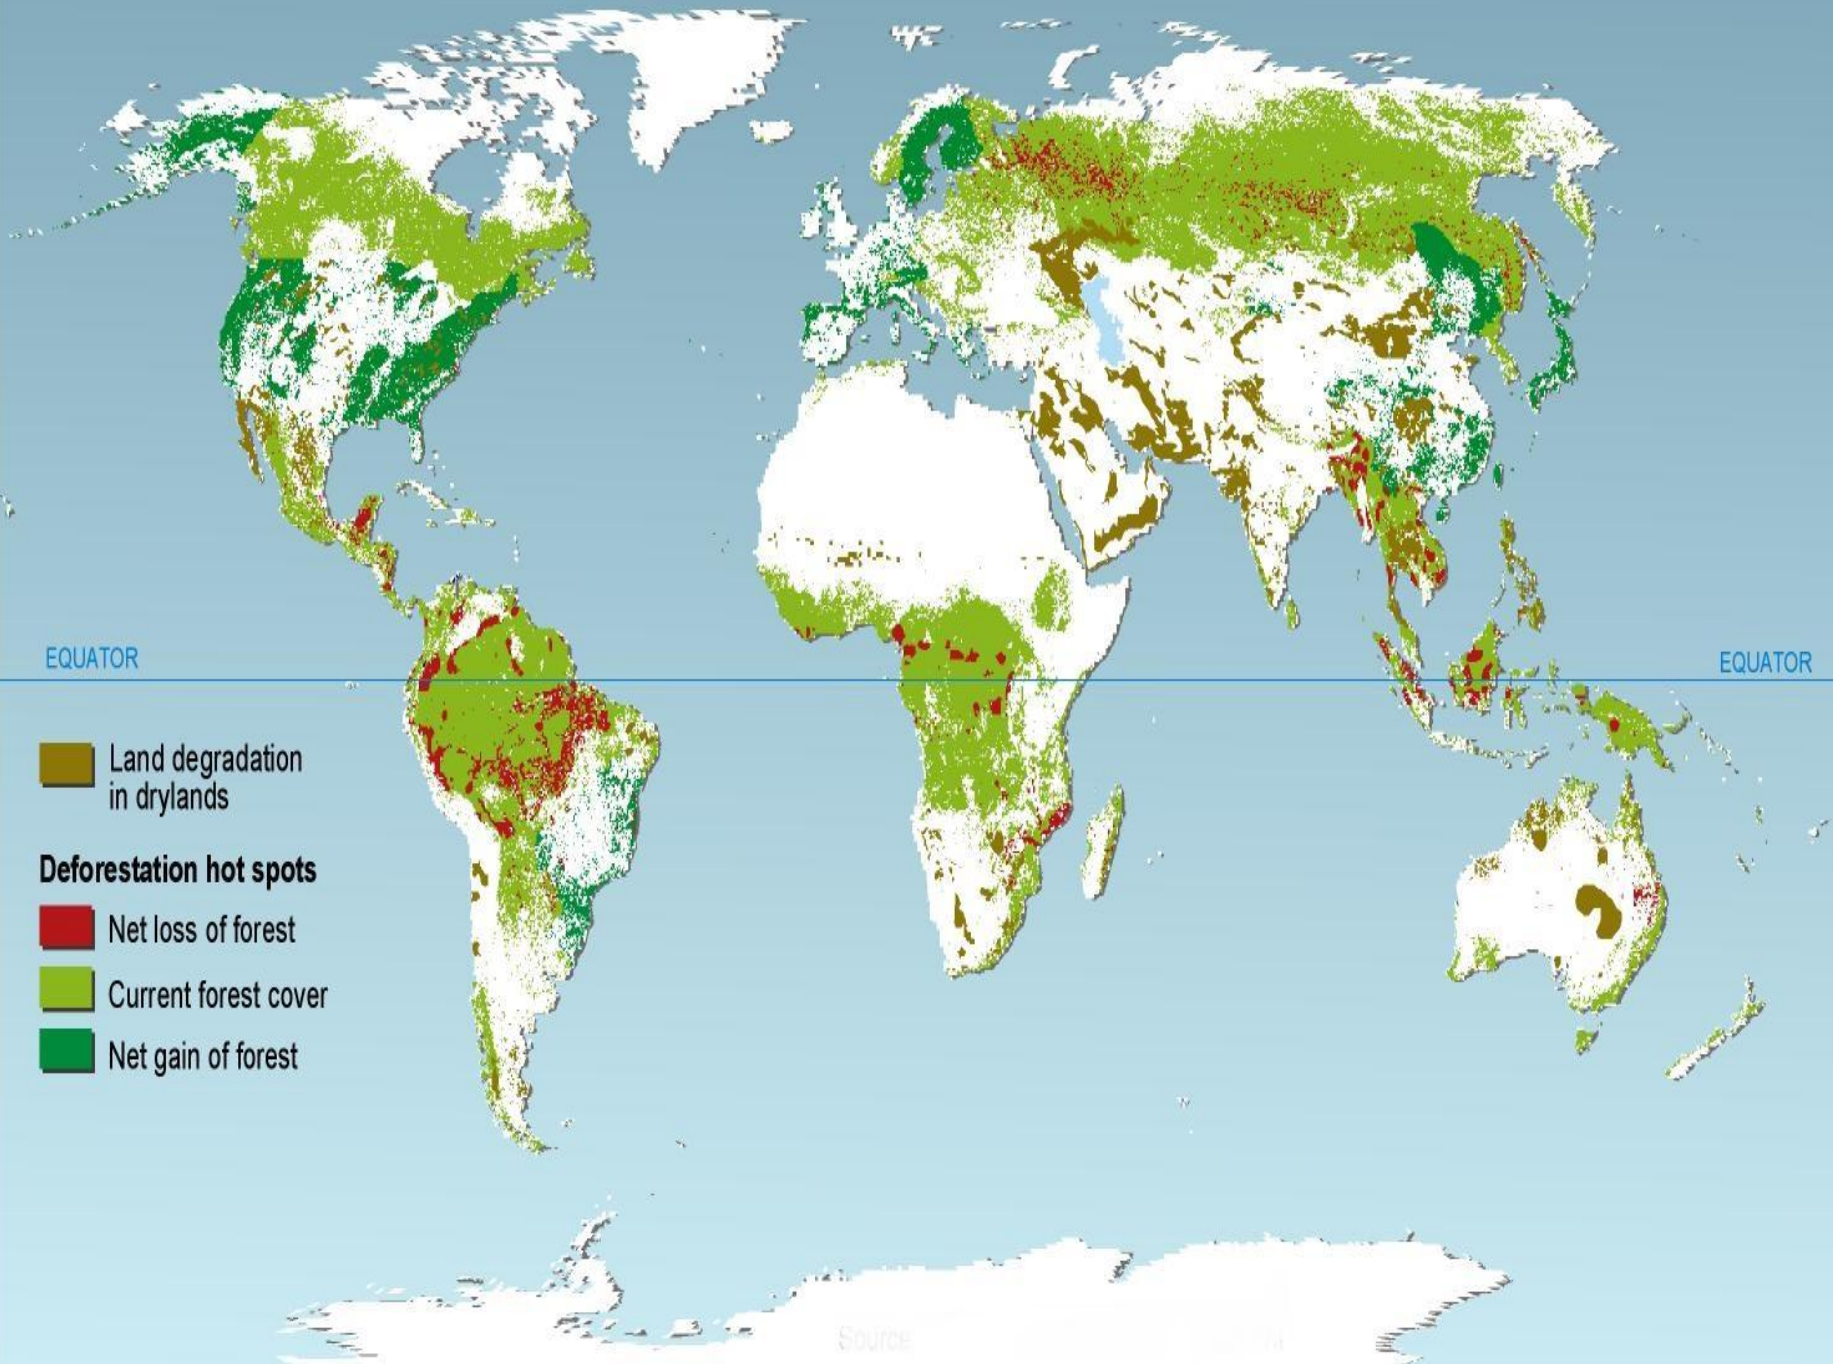 EQUATOR
EQUATOR
Land degradation
in drylands
Deforestation hot spots
Net loss of forest
Current forest cover
Net gain of forest
Source